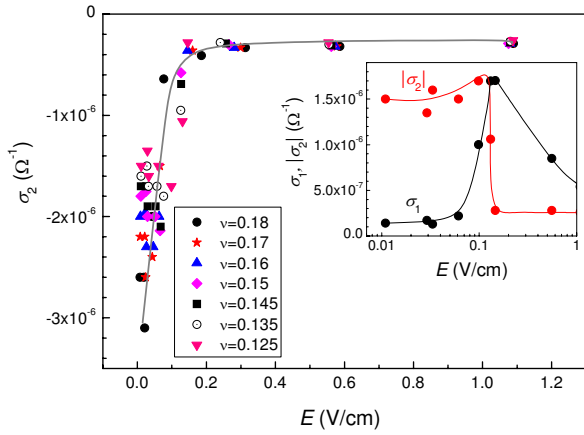 0
-1x10⁻⁶
-2x10⁻⁶
-3x10⁻⁶
σ₂ (Ω⁻¹)
0.0 0.2 0.4 0.6 0.8 1.0 1.2
E (V/cm)
ν=0.18
ν=0.17
ν=0.16
ν=0.15
ν=0.145
ν=0.135
ν=0.125
1.5x10⁻⁶
1.0x10⁻⁶
5.0x10⁻⁷
0.0
σ₁, |σ₂| (Ω⁻¹)
|σ₂|
σ₁
0.01 0.1 1
E (V/cm)